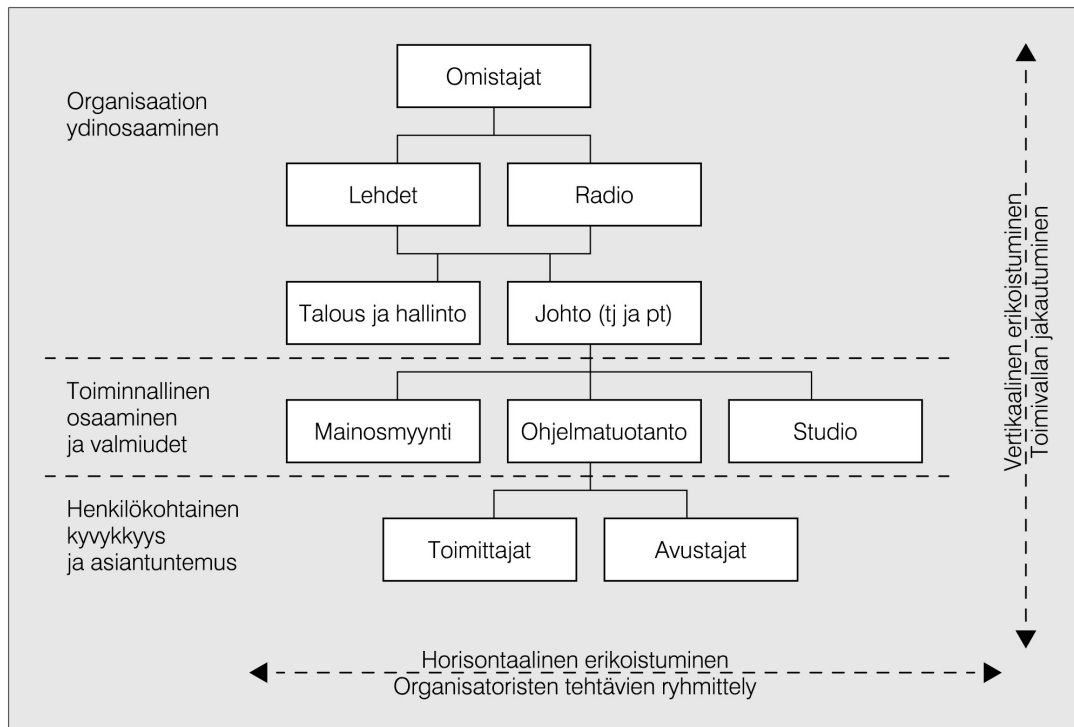 Omistajat
Organisaation
ydinosaaminen
Lehdet
Radio
Talous ja hallinto
Johto (tj ja pt)
Toiminnallinen
osaaminen
ja valmiudet
Mainosmyynti
Ohjelmatuotanto
Studio
Henkilökohtainen
kyvykkyys
ja asiantuntemus
Toimittajat
Avustajat
Vertikaalinen erikoistuminen
Toimivallan jakautuminen
Horisontaalinen erikoistuminen
Organisatoristen tehtävien ryhmittely